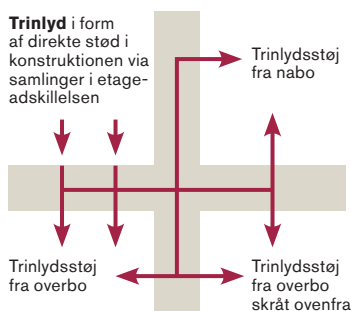 Trinlyd i form
af direkte stød i
konstruktionen via
samlinger i etage-
adskillelsen
Trinlydsstøj
fra nabo
Trinlydsstøj
fra overbo
Trinlydsstøj
fra overbo
skråt ovenfra